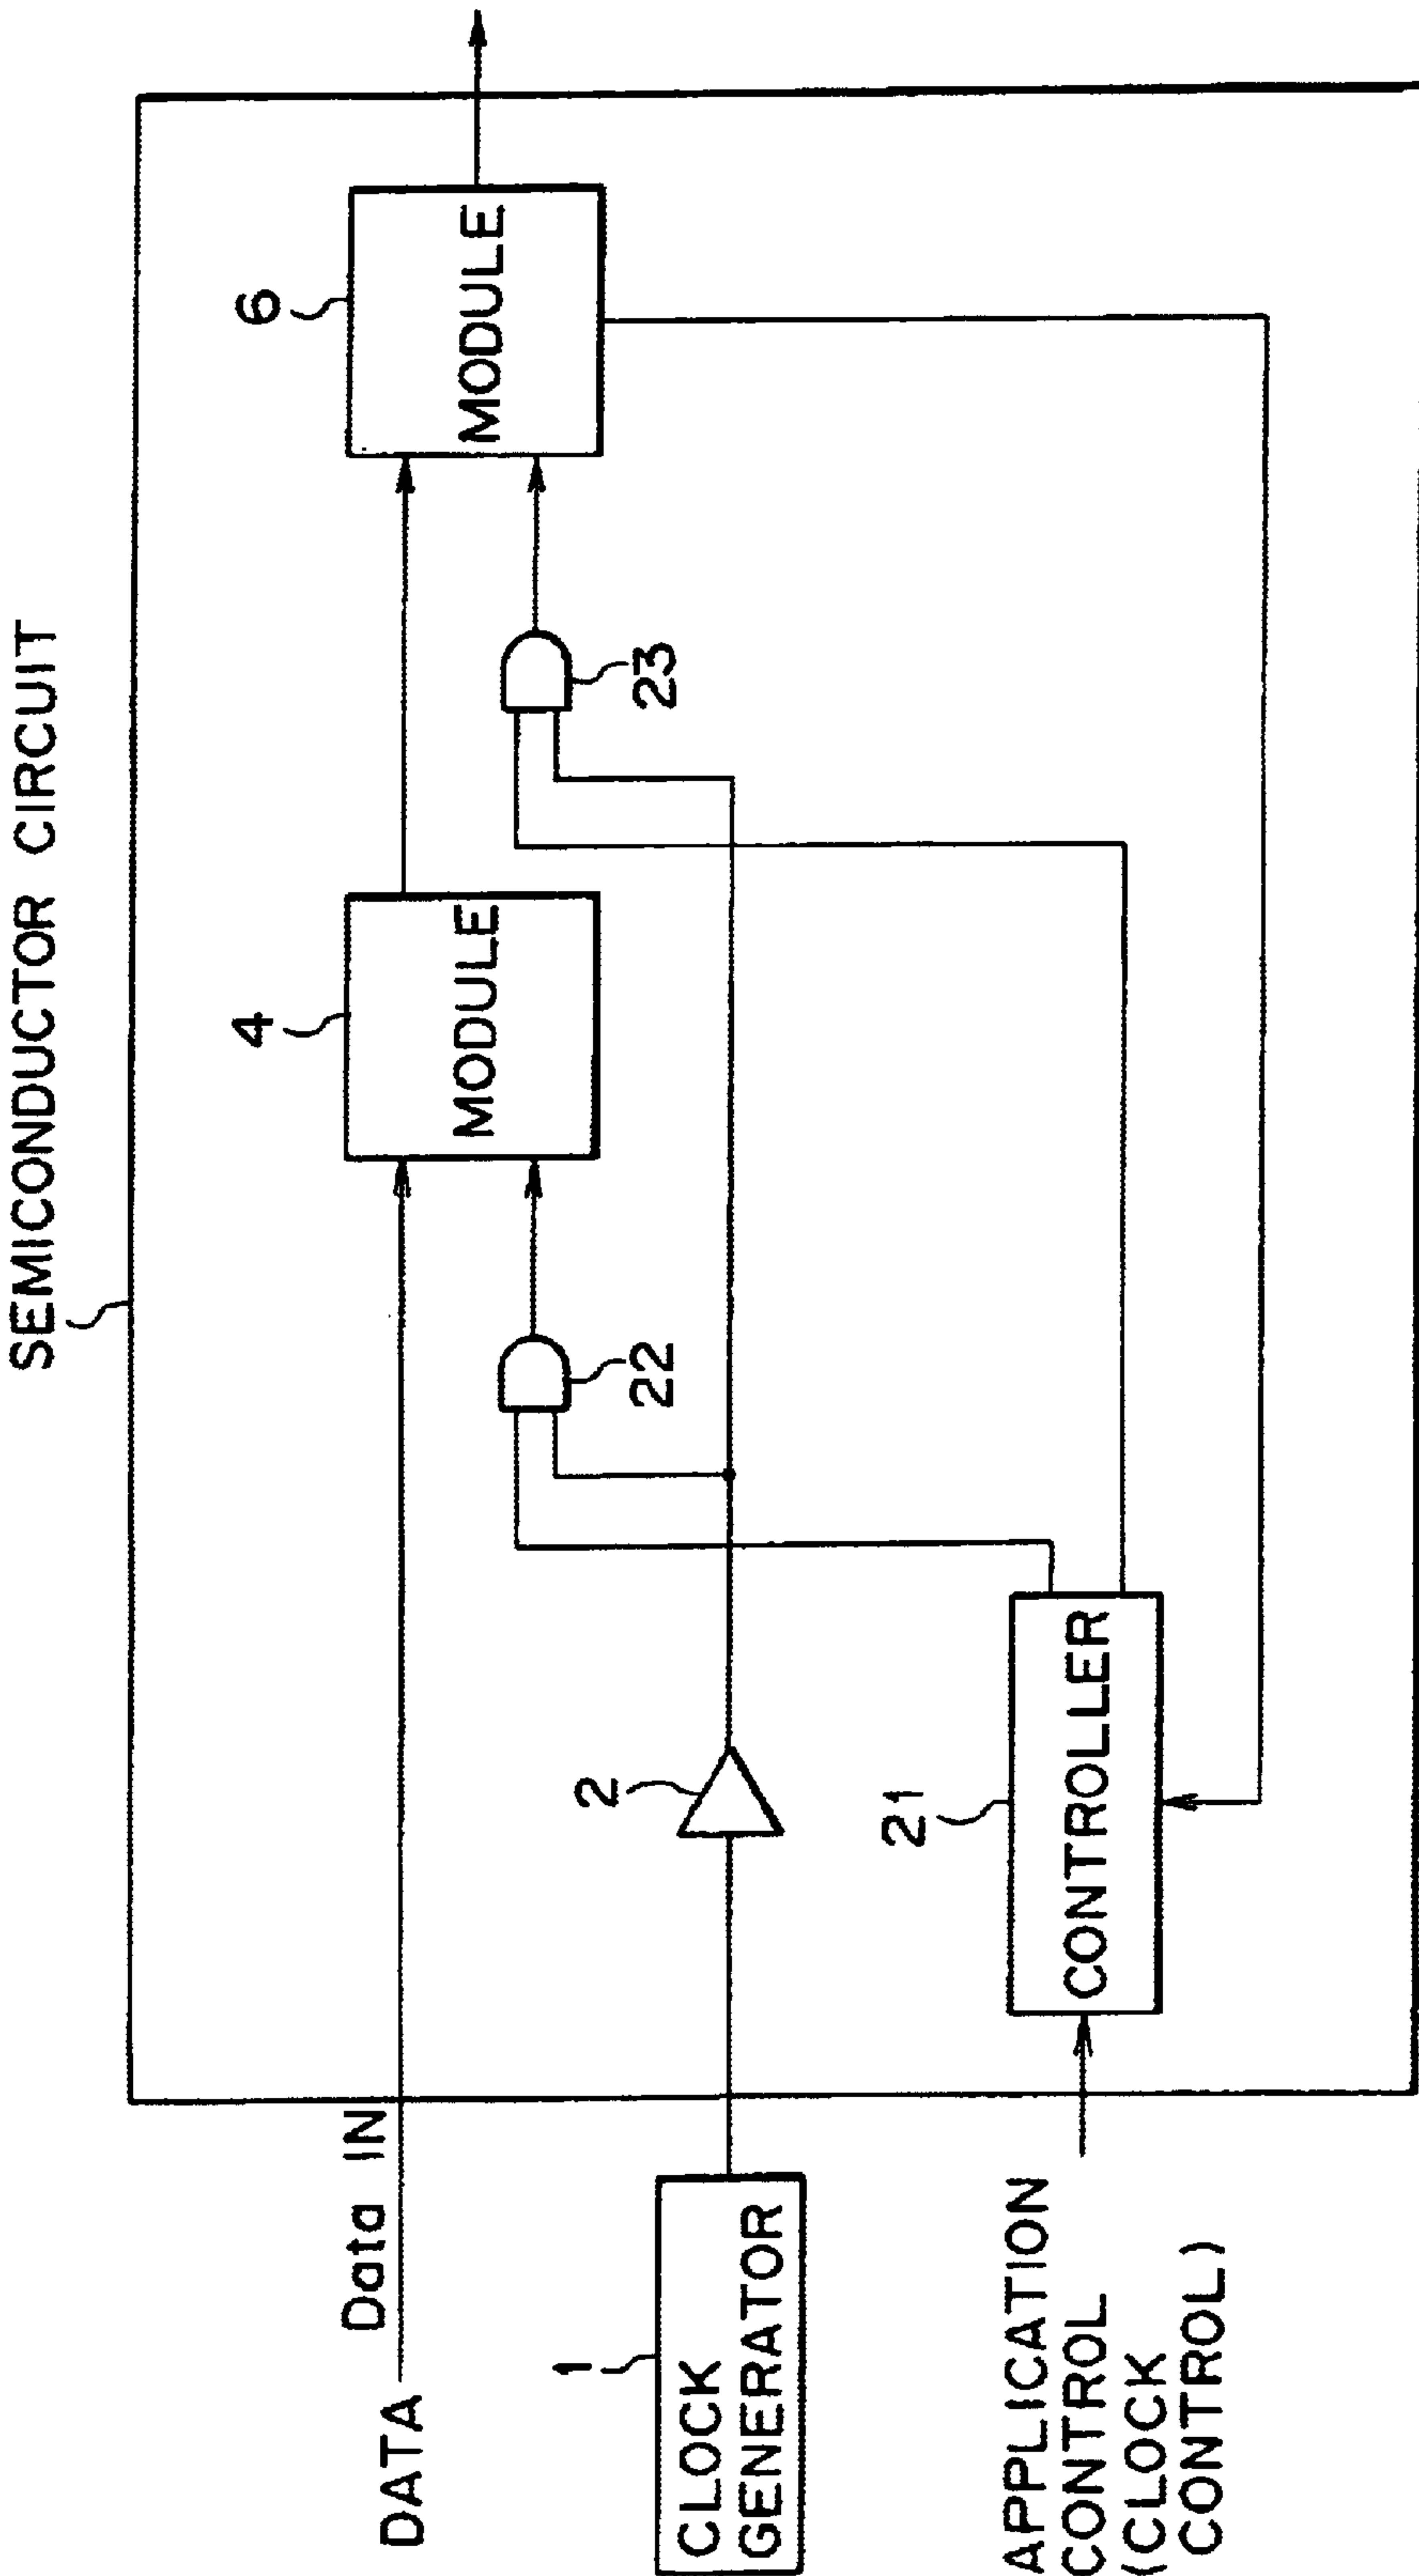 SEMICONDUCTOR CIRCUIT
DATA
Data IN
4
MODULE
6
MODULE
22
23
1
CLOCK
GENERATOR
2
21
CONTROLLER
APPLICATION
CONTROL
(CLOCK
CONTROL)